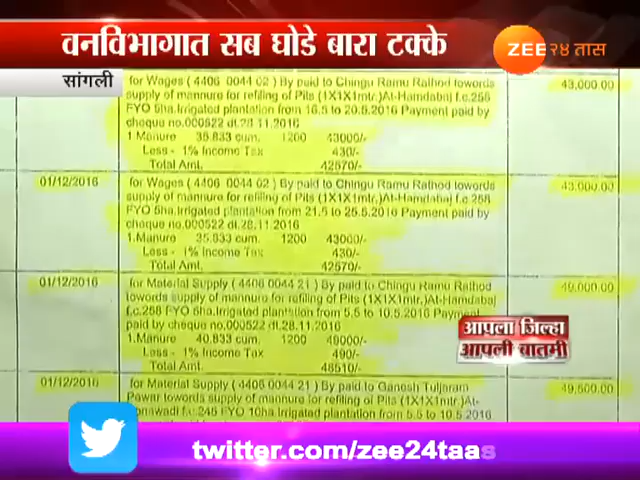 वनविभागात सब घोडे बारा टक्के
ZEE २४ तास
सांगली
for Wages ( 4406 0044 02 ) By paid to Chingu Ramu Rathod towords 43,000.00
supply of mannure for refiling of Pits (1X1X1mtr.)At-Hamdabaj f.c.258
FYO 5ha.Irrigated plantation from 16.5 to 20.5.2016 Payment paid by
cheque no.000522 dt.28.11.2016
1.Manure 35.833 cum. 1200 43000/-
Less - 1% Income Tax 430/-
Total Amt. 42570/-
01/12/2016 for Wages ( 4406 0044 02 ) By paid to Chingu Ramu Rathod towords 43,000.00
supply of mannure for refiling of Pits (1X1X1mtr.)At-Hamdabaj f.c.258
FYO 5ha.Irrigated plantation from 21.5 to 25.5.2016 Payment paid by
cheque no.000522 dt.28.11.2016
1.Manure 35.833 cum. 1200 43000/-
Less - 1% Income Tax 430/-
Total Amt. 42570/-
01/12/2016 for Material Supply ( 4406 0044 21 ) By paid to Chingu Ramu Rathod 49,000.00
towords supply of mannure for refiling of Pits (1X1X1mtr.)At-Hamdabaj
f.c.258 FYO 5ha.Irrigated plantation from 5.5 to 10.5.2016 Payment
paid by cheque no.000522 dt.28.11.2016
1.Manure 40.833 cum. 1200 49000/-
Less - 1% Income Tax 490/-
Total Amt. 48510/-
आपला जिल्हा
आपली बातमी
01/12/2016 for Material Supply ( 4406 0044 21 ) By paid to Ganesh Tuljaram 49,500.00
Pawar towords supply of mannure for refiling of Pits (1X1X1mtr.)At-
f.c.245 FYO 10ha.Irrigated plantation from 5.5 to 10.5.2016
twitter.com/zee24taas